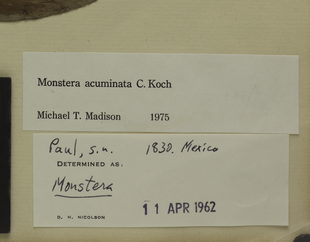 Monstera acuminata C. Koch
Michael T. Madison 1975
Paul, s.n. 1830. Mexico
DETERMINED AS:
Monstera
D. H. NICOLSON 11 APR 1962